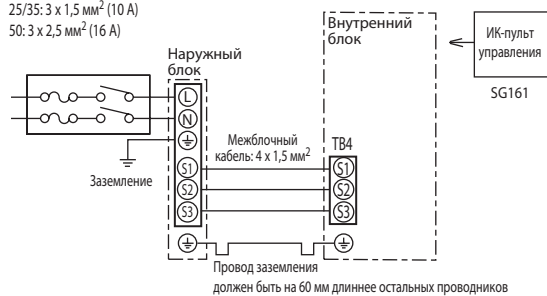 25/35: 3 x 1,5 мм² (10 А)
50: 3 x 2,5 мм² (16 А)
Наружный
блок
Внутренний
блок
ИК-пульт
управления
SG161
L
N
Заземление
Межблочный
кабель: 4 x 1,5 мм²
TB4
S1
S2
S3
S1
S2
S3
Провод заземления
должен быть на 60 мм длиннее остальных проводников